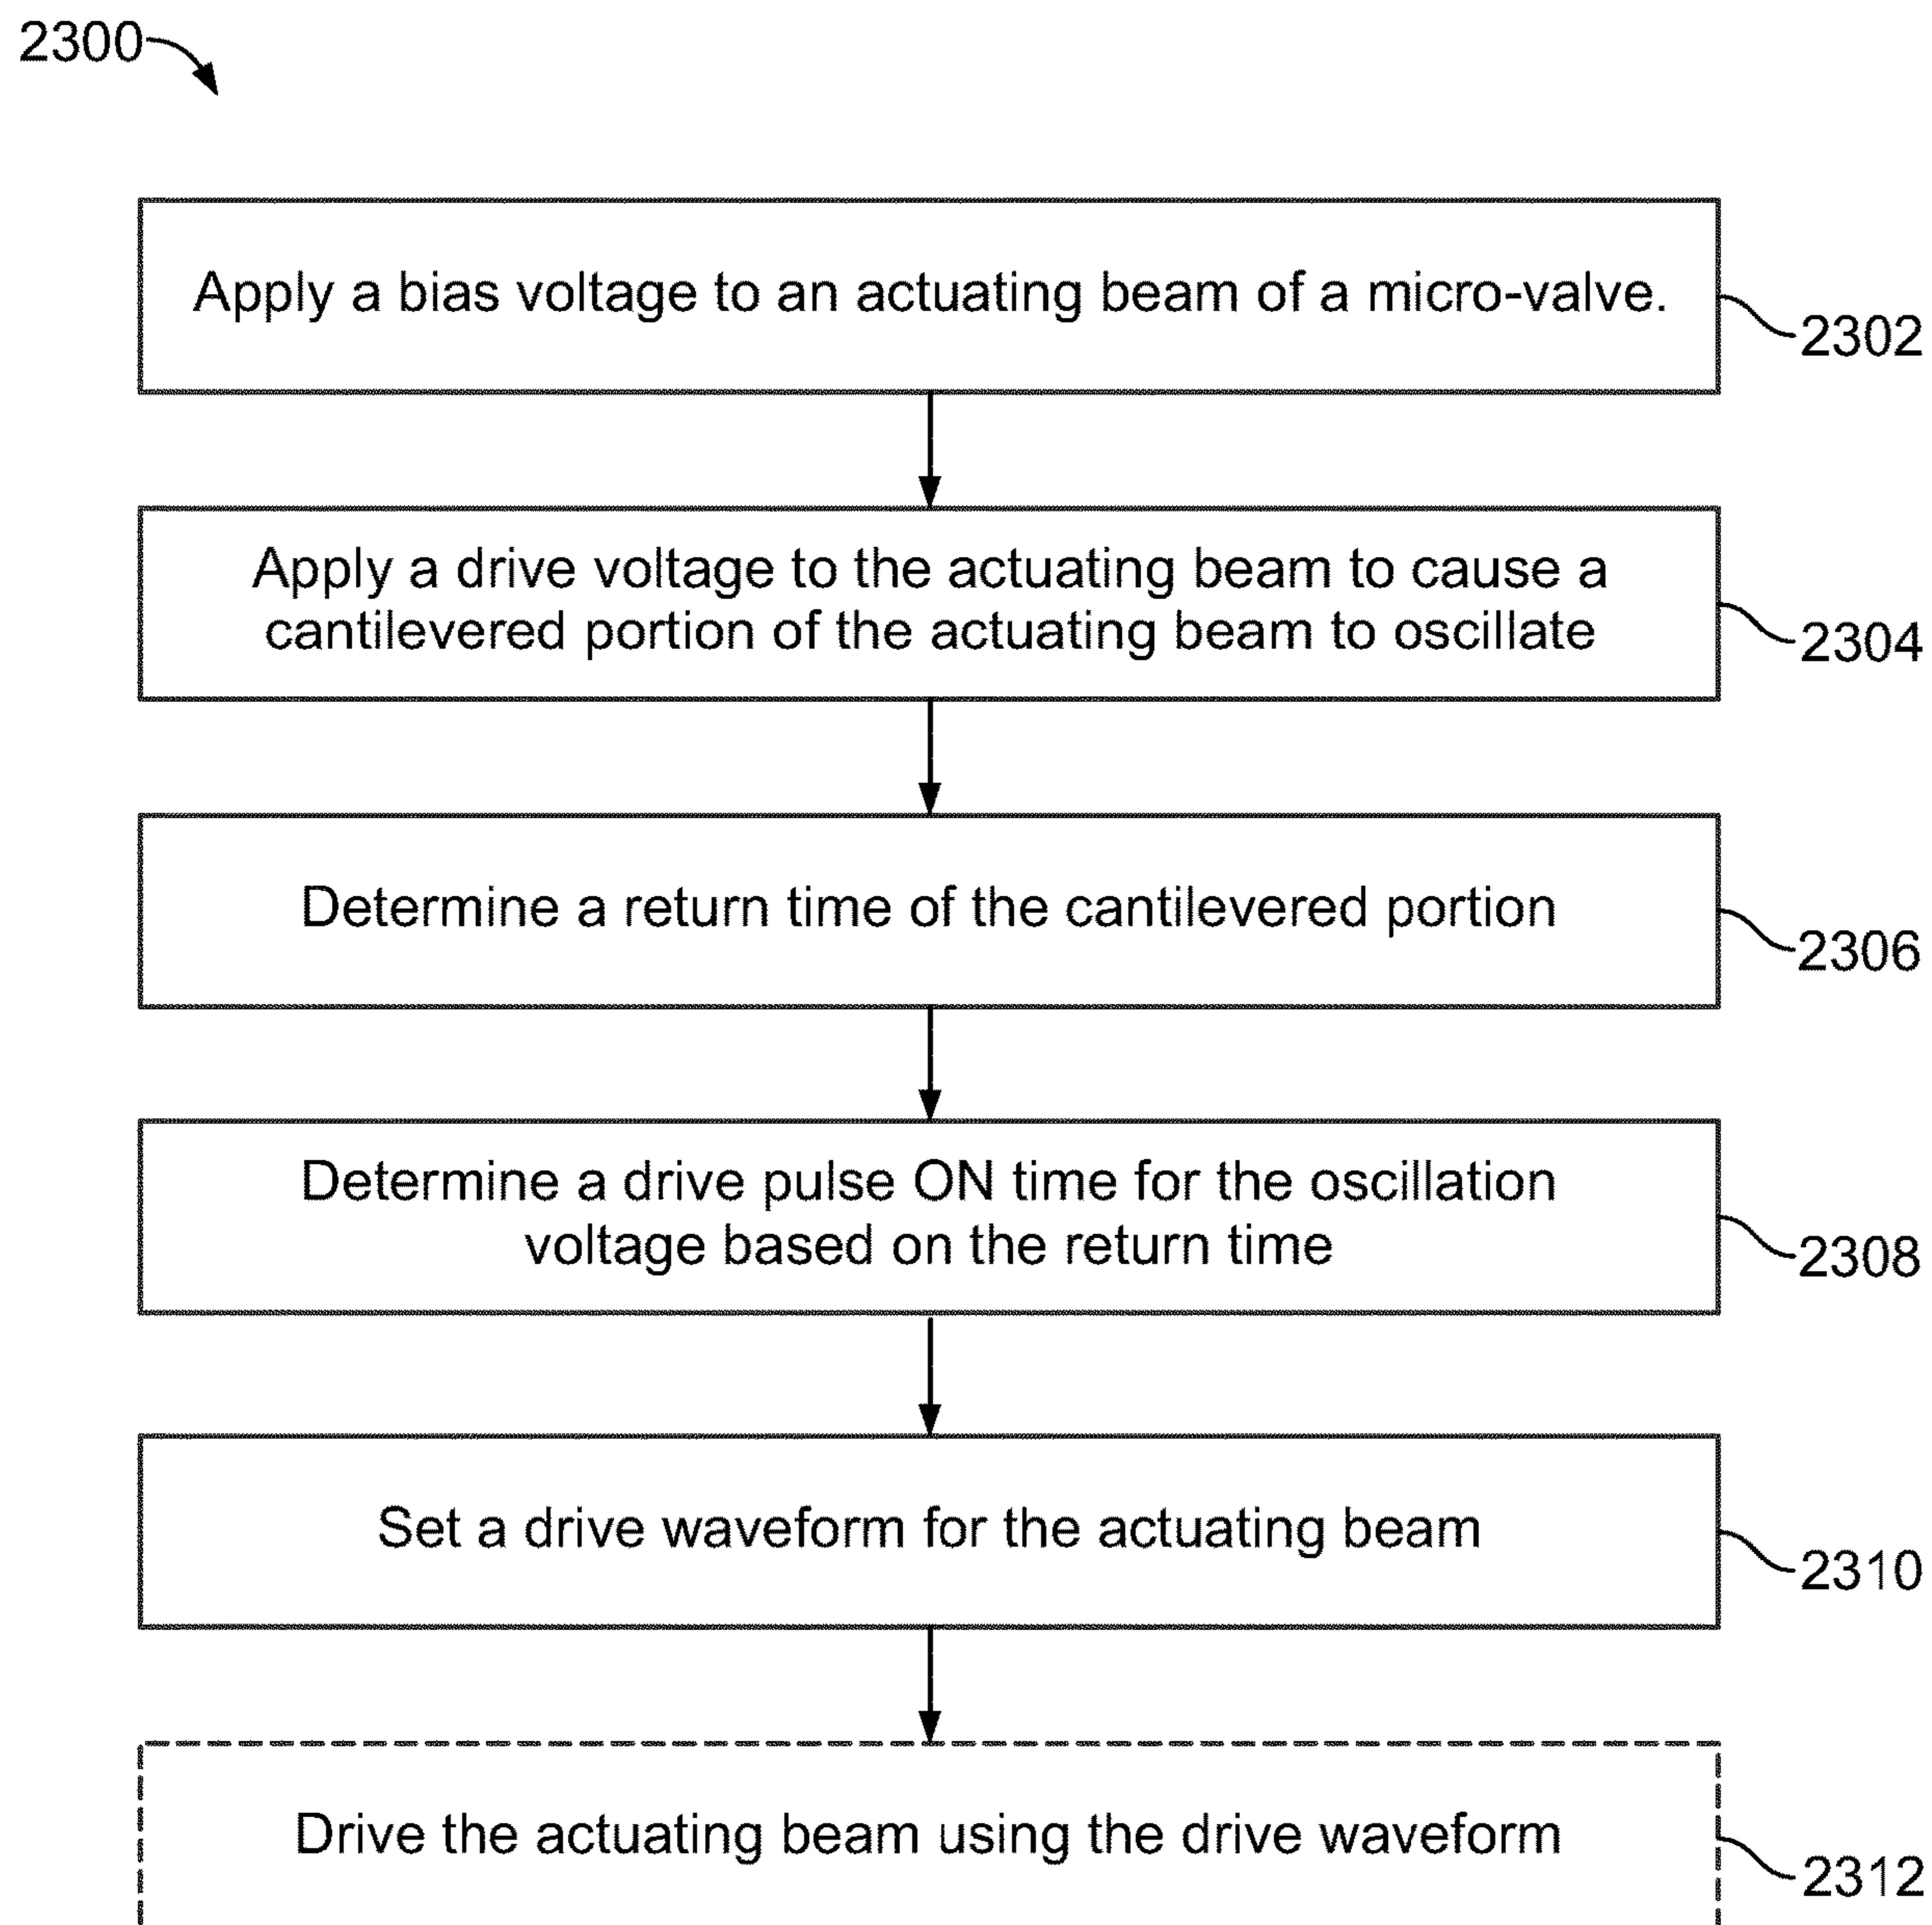 2300
Apply a bias voltage to an actuating beam of a micro-valve.
2302
Apply a drive voltage to the actuating beam to cause a
cantilevered portion of the actuating beam to oscillate
2304
Determine a return time of the cantilevered portion
2306
Determine a drive pulse ON time for the oscillation
voltage based on the return time
2308
Set a drive waveform for the actuating beam
2310
Drive the actuating beam using the drive waveform
2312